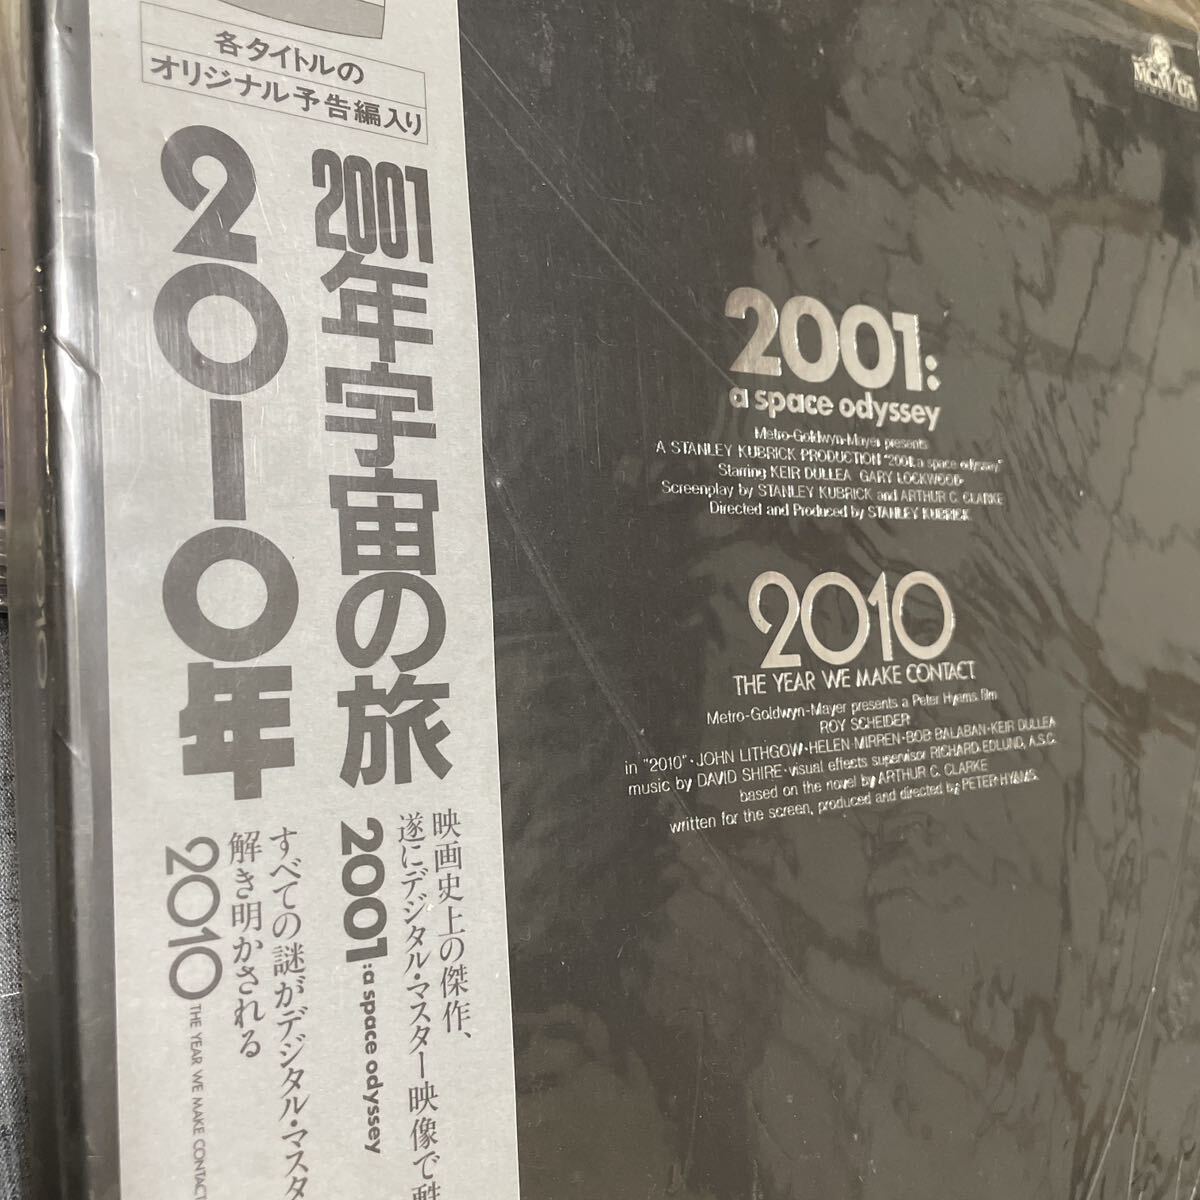 各タイトルの
オリジナル予告編入り
2001年宇宙の旅
2001:a space odyssey
映画史上の傑作、
遂にデジタル・マスター映像で
2010年
すべての謎がデジタル・マスタ
解き明かされる
2010 THE YEAR WE MAKE CONTACT
MGM/UA
2001:
a space odyssey
Metro-Goldwyn-Mayer presents
A STANLEY KUBRICK PRODUCTION "2001: a space odyssey"
Starring KEIR DULLEA · GARY LOCKWOOD
Screenplay by STANLEY KUBRICK and ARTHUR C. CLARKE
Directed and Produced by STANLEY KUBRICK
2010
THE YEAR WE MAKE CONTACT
Metro-Goldwyn-Mayer presents a Peter Hyams film
ROY SCHEIDER
in "2010" · JOHN LITHGOW · HELEN MIRREN · BOB BALABAN · KEIR DULLEA
music by DAVID SHIRE · visual effects supervisor RICHARD EDLUND, A.S.C.
based on the novel by ARTHUR C. CLARKE
written for the screen, produced and directed by PETER HYAMS